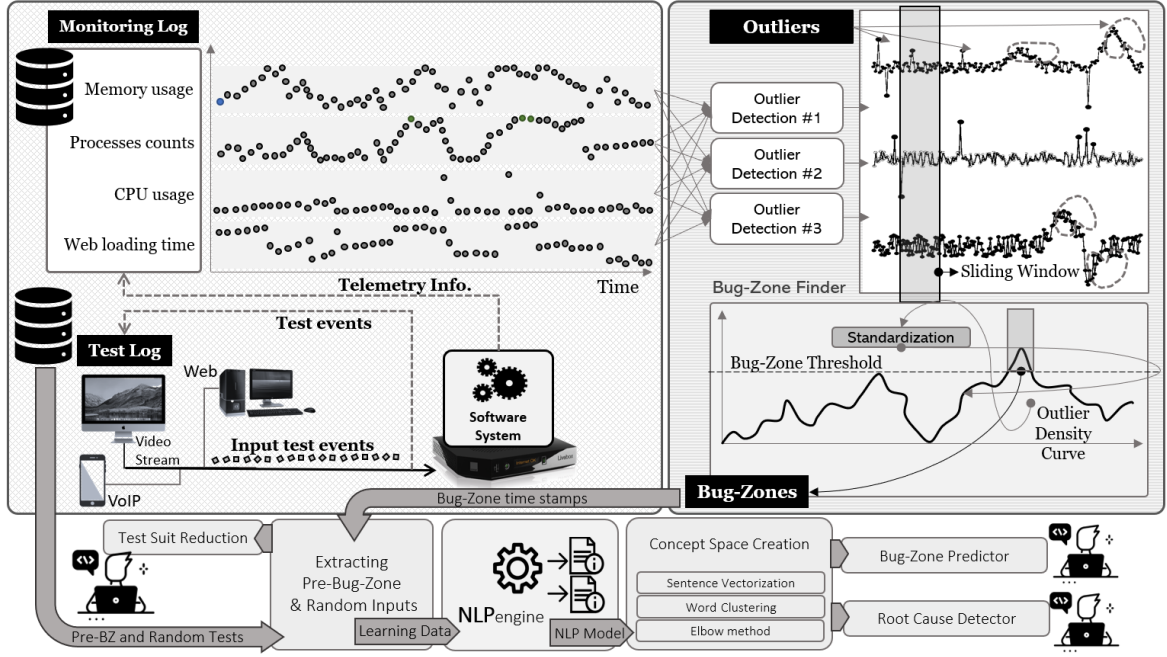 Monitoring Log
Memory usage
Processes counts
CPU usage
Web loading time
Time
Telemetry Info.
Test events
Test Log
Web
Video
Stream
VoIP
Input test events
Software
System
Outliers
Outlier
Detection #1
Outlier
Detection #2
Outlier
Detection #3
Sliding Window
Bug-Zone Finder
Standardization
Bug-Zone Threshold
Outlier
Density
Curve
Bug-Zones
Bug-Zone time stamps
Test Suit Reduction
Extracting
Pre-Bug-Zone
& Random Inputs
Pre-BZ and Random Tests
Learning Data
NLPengine
NLP Model
Concept Space Creation
Sentence Vectorization
Word Clustering
Elbow method
Bug-Zone Predictor
Root Cause Detector